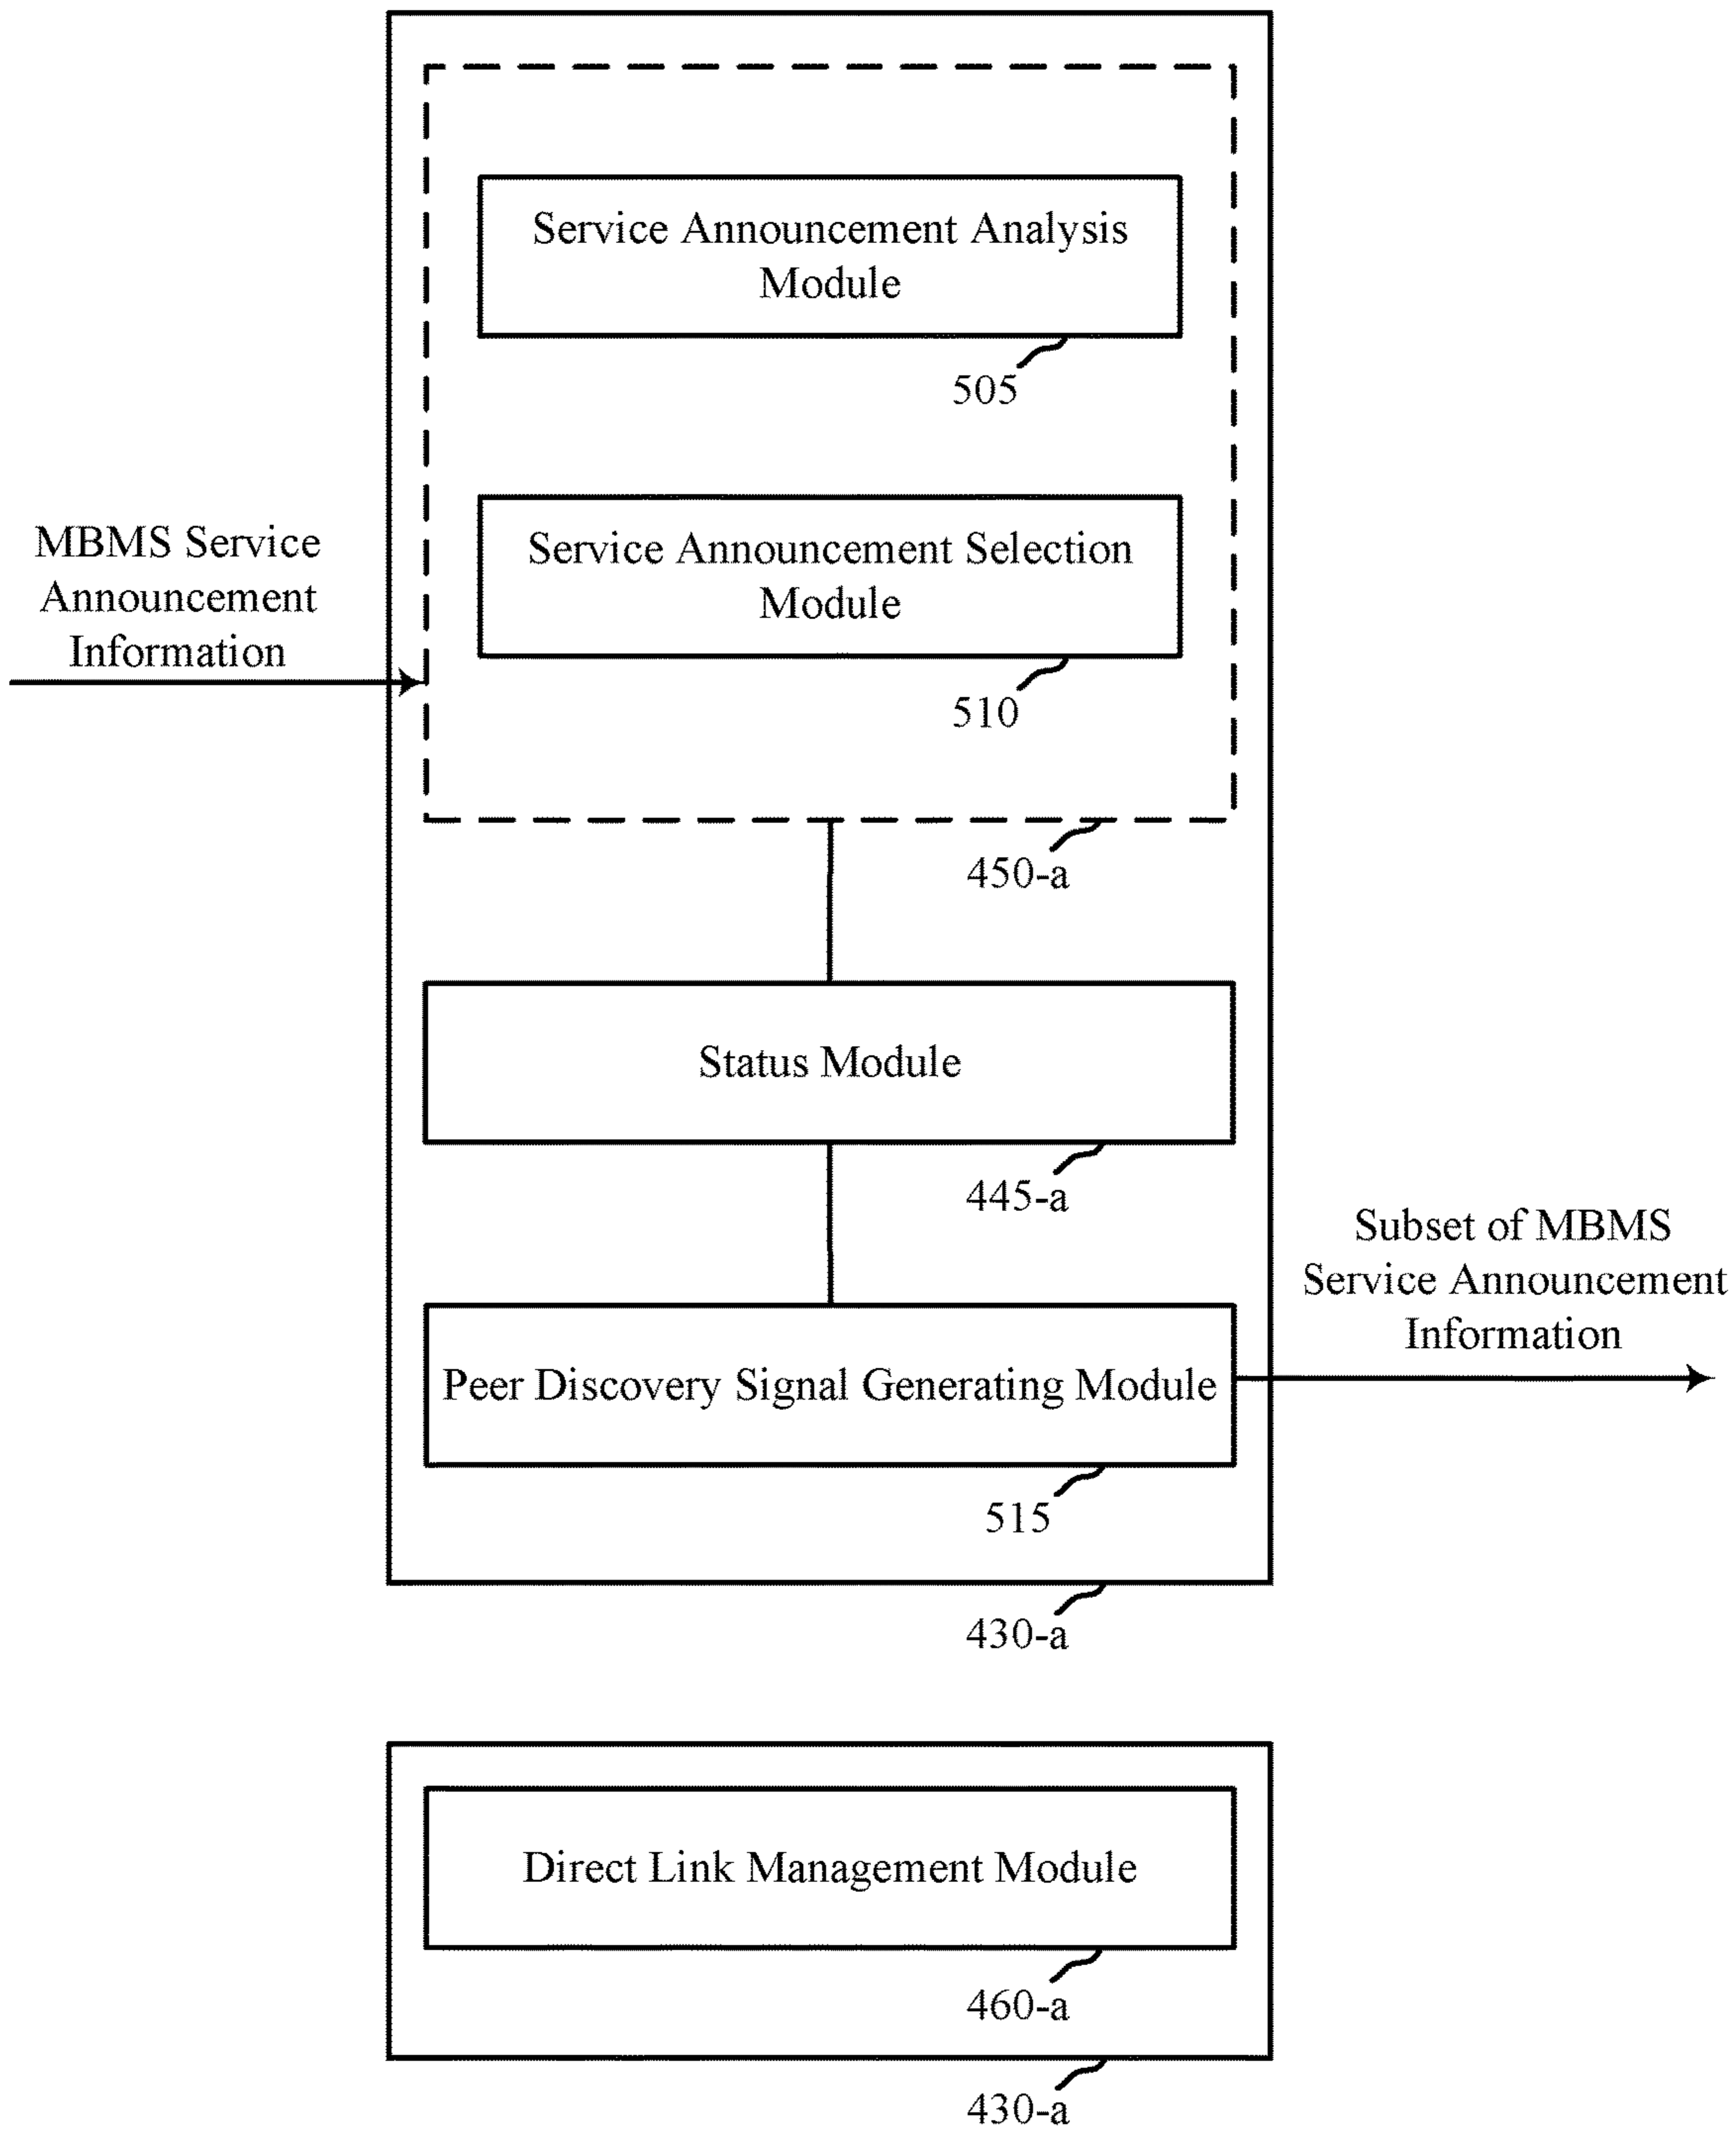 Service Announcement Analysis
Module
505
MBMS Service
Announcement
Information
Service Announcement Selection
Module
510
450-a
Status Module
445-a
Subset of MBMS
Service Announcement
Information
Peer Discovery Signal Generating Module
515
430-a
Direct Link Management Module
460-a
430-a